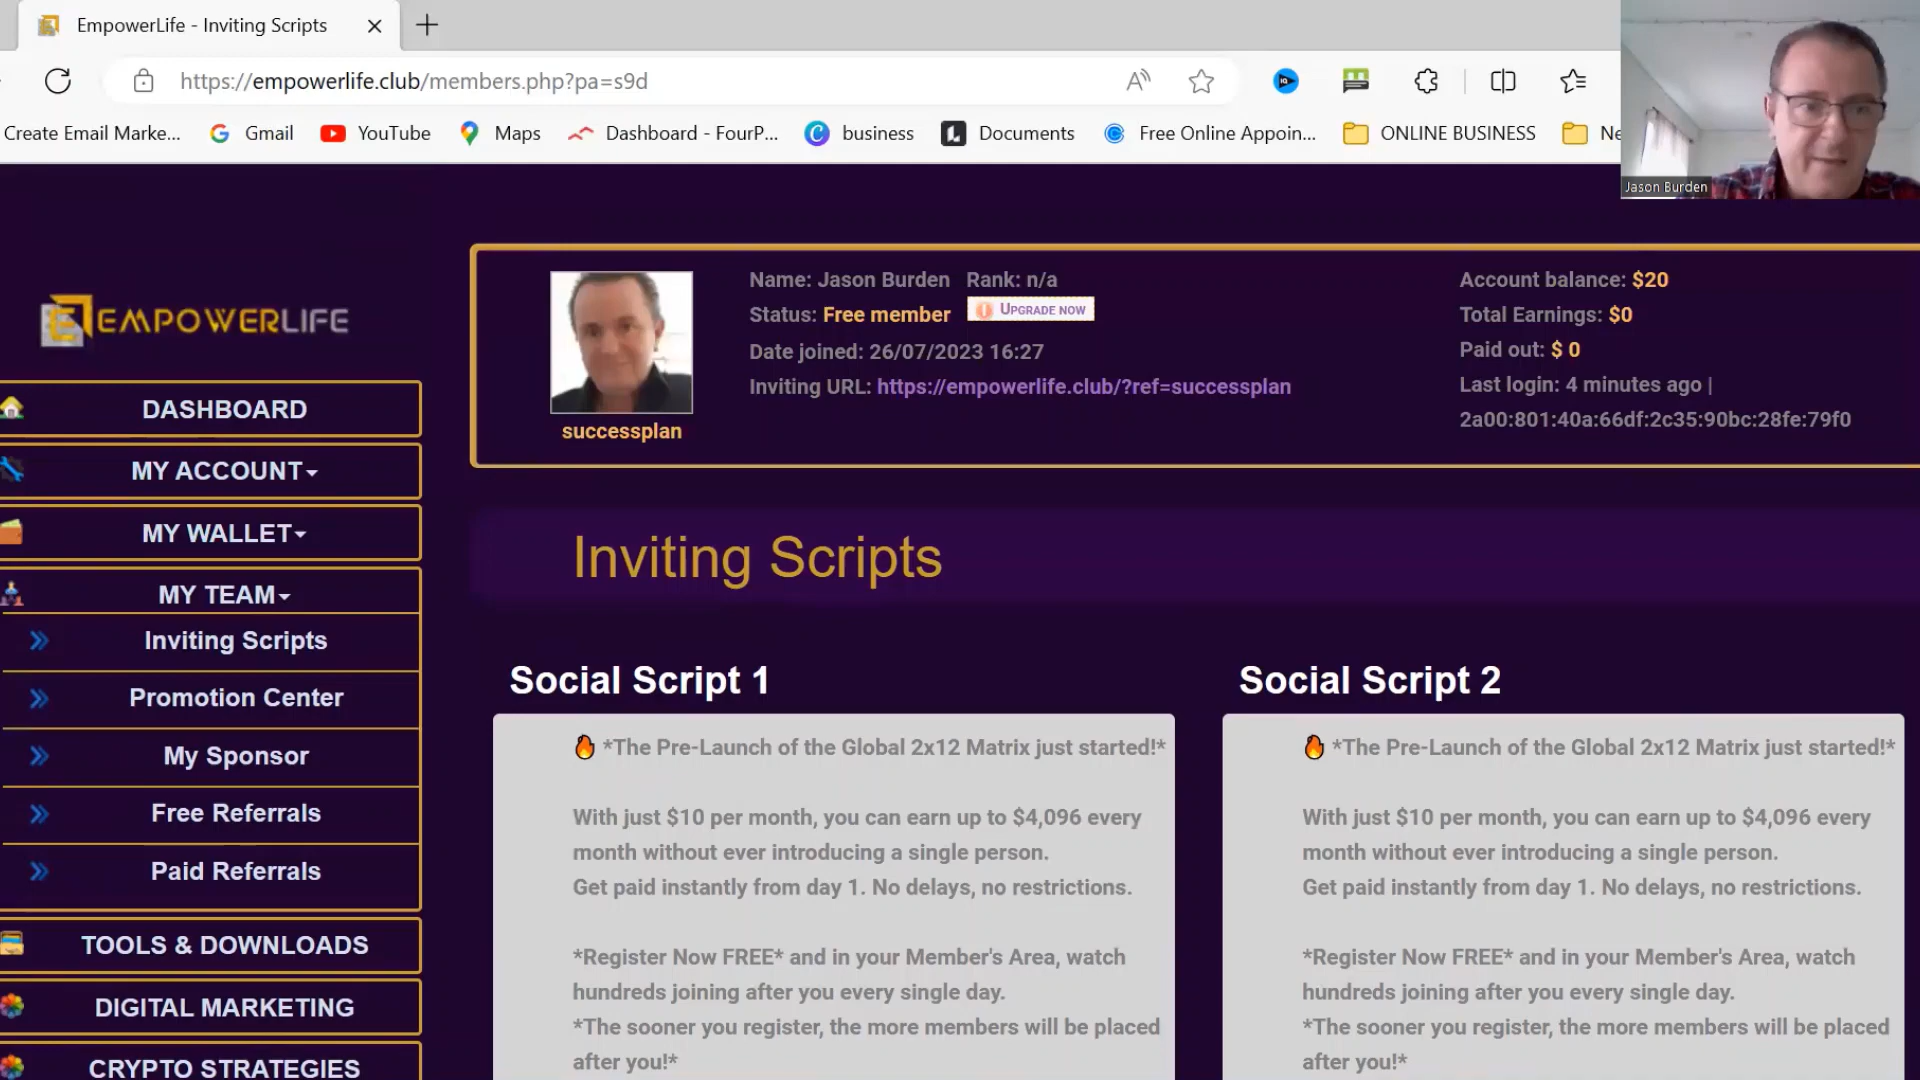 EmpowerLife - Inviting Scripts
https://empowerlife.club/members.php?pa=s9d
Create Email Marke...
Gmail
YouTube
Maps
Dashboard - FourP...
business
Documents
Free Online Appoin...
ONLINE BUSINESS
Ne
Jason Burden
EMPOWERLIFE
DASHBOARD
MY ACCOUNT
MY WALLET
MY TEAM
Inviting Scripts
Promotion Center
My Sponsor
Free Referrals
Paid Referrals
TOOLS & DOWNLOADS
DIGITAL MARKETING
CRYPTO STRATEGIES
successplan
Name: Jason Burden Rank: n/a
Status: Free member UPGRADE NOW
Date joined: 26/07/2023 16:27
Inviting URL: https://empowerlife.club/?ref=successplan
Account balance: $20
Total Earnings: $0
Paid out: $ 0
Last login: 4 minutes ago |
2a00:801:40a:66df:2c35:90bc:28fe:79f0
Inviting Scripts
Social Script 1
🔥 *The Pre-Launch of the Global 2x12 Matrix just started!*
With just $10 per month, you can earn up to $4,096 every
month without ever introducing a single person.
Get paid instantly from day 1. No delays, no restrictions.
*Register Now FREE* and in your Member's Area, watch
hundreds joining after you every single day.
*The sooner you register, the more members will be placed
after you!*
Social Script 2
🔥 *The Pre-Launch of the Global 2x12 Matrix just started!*
With just $10 per month, you can earn up to $4,096 every
month without ever introducing a single person.
Get paid instantly from day 1. No delays, no restrictions.
*Register Now FREE* and in your Member's Area, watch
hundreds joining after you every single day.
*The sooner you register, the more members will be placed
after you!*